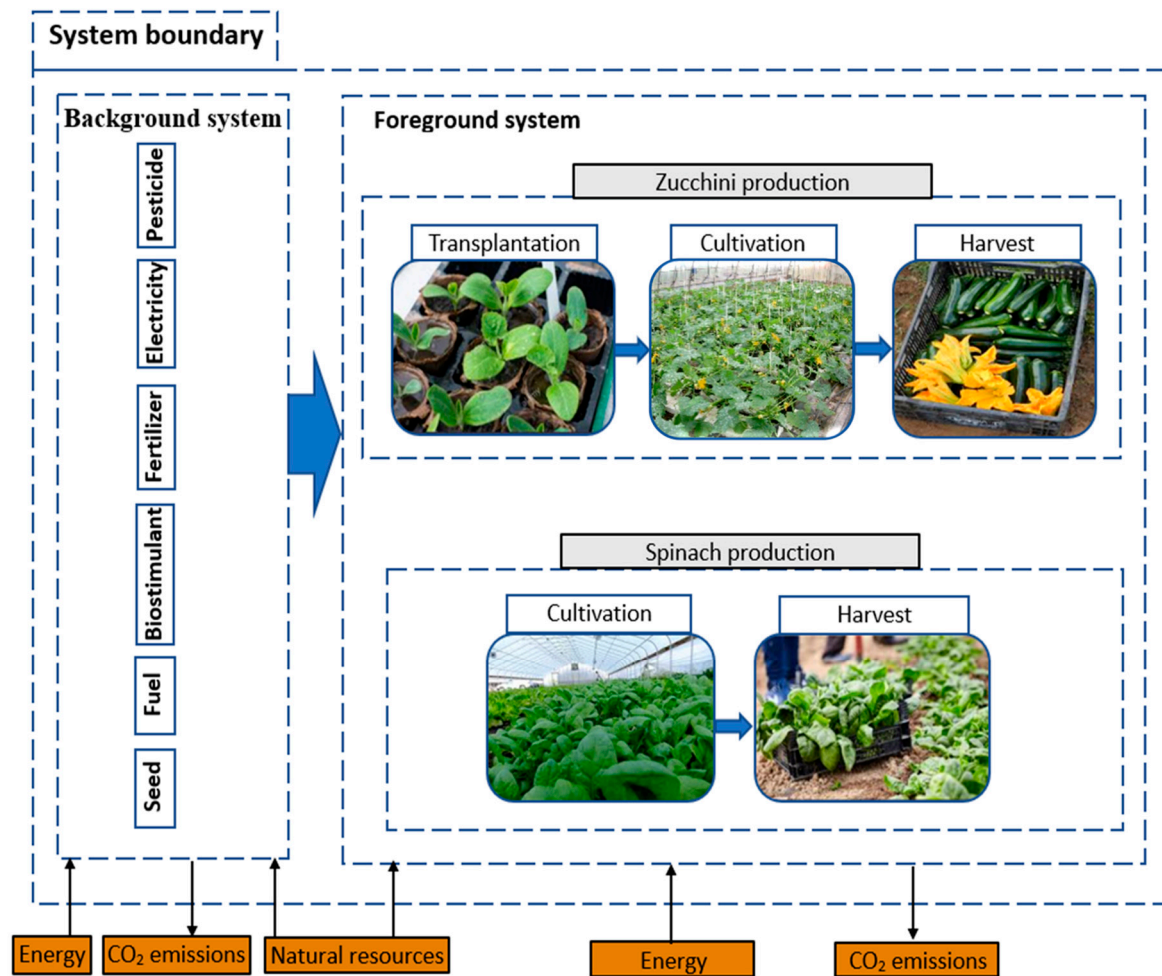 System boundary
Background system
Pesticide
Electricity
Fertilizer
Biostimulant
Fuel
Seed
Foreground system
Zucchini production
Transplantation
Cultivation
Harvest
Spinach production
Cultivation
Harvest
Energy
CO₂ emissions
Natural resources
Energy
CO₂ emissions